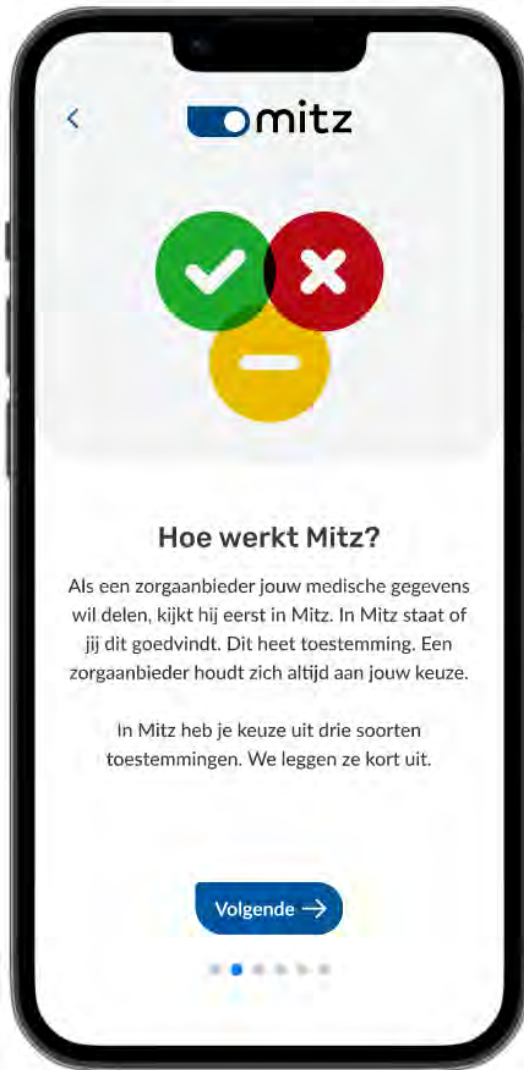 mitz
Hoe werkt Mitz?
Als een zorgaanbieder jouw medische gegevens
wil delen, kijkt hij eerst in Mitz. In Mitz staat of
jij dit goedvindt. Dit heet toestemming. Een
zorgaanbieder houdt zich altijd aan jouw keuze.
In Mitz heb je keuze uit drie soorten
toestemmingen. We leggen ze kort uit.
Volgende →